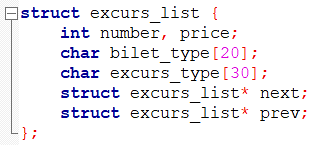 struct excurs_list {
    int number, price;
    char bilet_type[20];
    char excurs_type[30];
    struct excurs_list* next;
    struct excurs_list* prev;
};